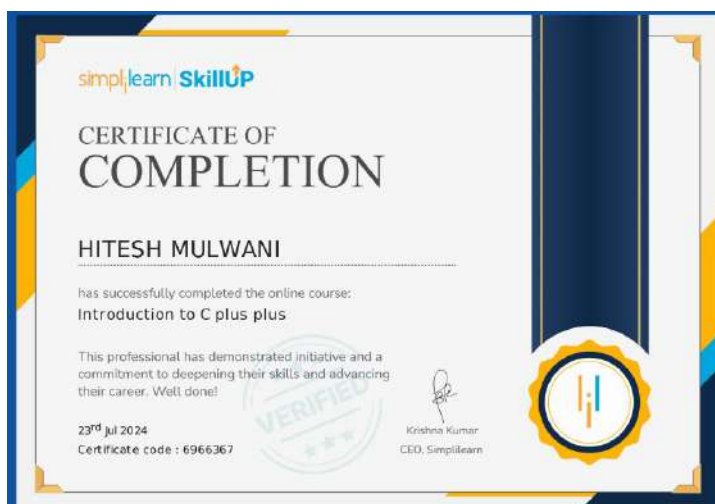 simplilearn | SkillUP
CERTIFICATE OF
COMPLETION
HITESH MULWANI
has successfully completed the online course:
Introduction to C plus plus
This professional has demonstrated initiative and a
commitment to deepening their skills and advancing
their career. Well done!
VERIFIED
23rd Jul 2024
Certificate code : 6966367
Krishna Kumar
CEO, Simplilearn